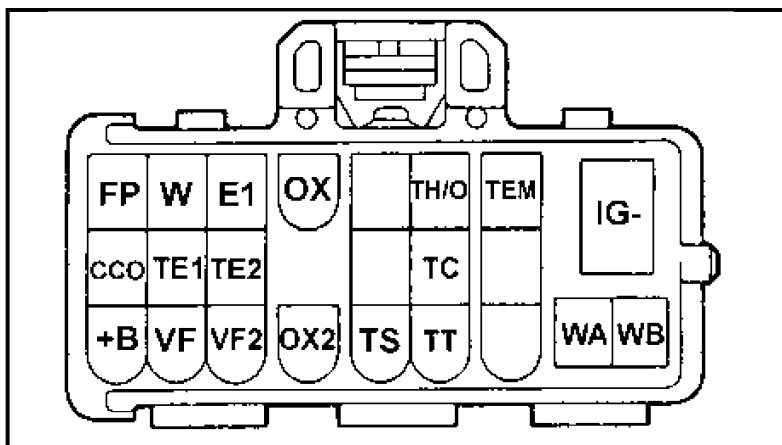 FP W E1 OX TH/O TEM IG-
CCO TE1 TE2 TC
+B VF VF2 OX2 TS TT WA WB